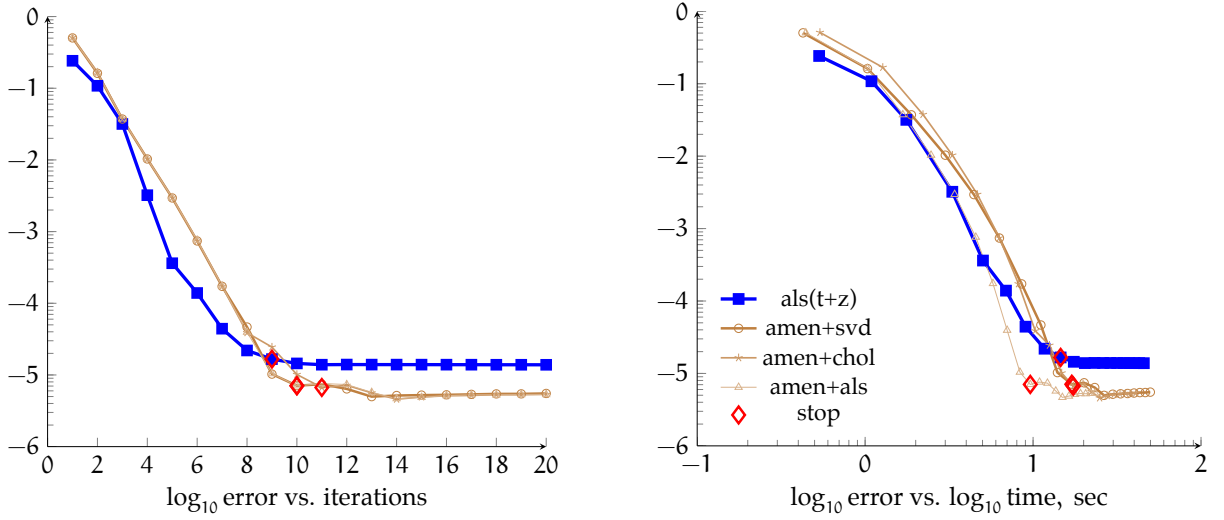 0
−1
−2
−3
−4
−5
−6
0 2 4 6 8 10 12 14 16 18 20
log₁₀ error vs. iterations
0
−1
−2
−3
−4
−5
−6
als(t+z)
amen+svd
amen+chol
amen+als
stop
−1 0 1 2
log₁₀ error vs. log₁₀ time, sec